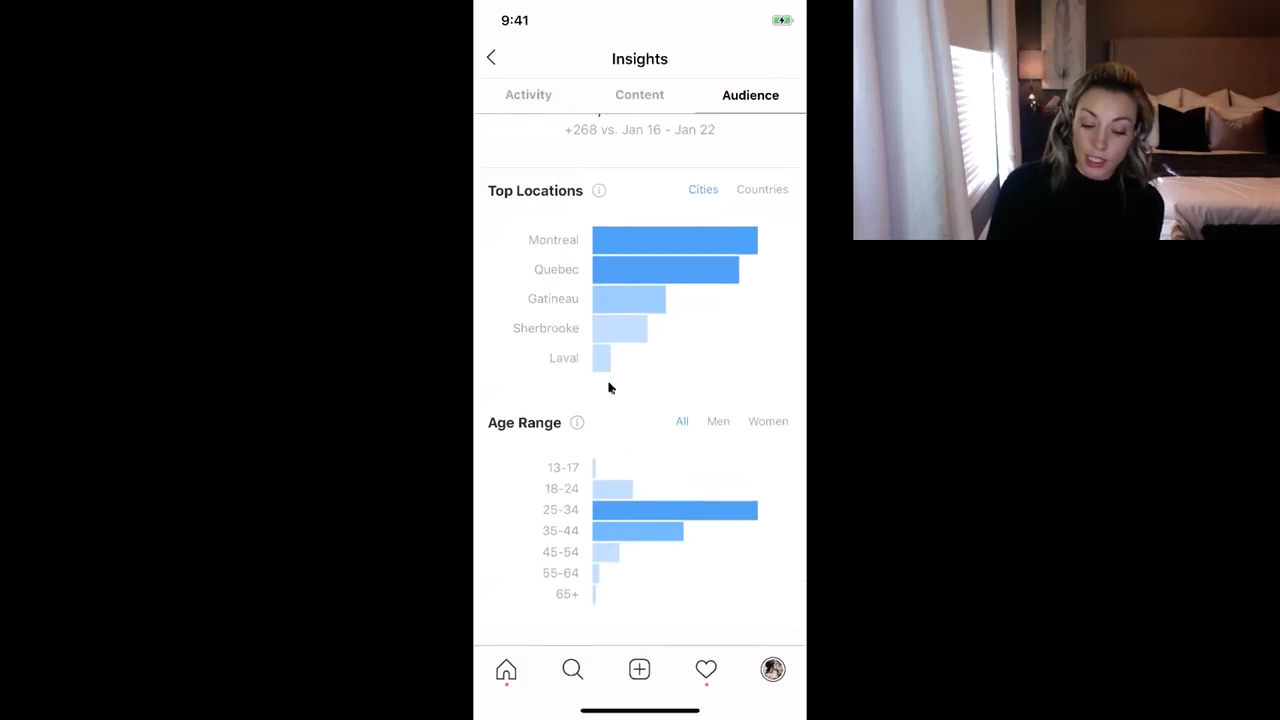 9:41
Insights
Activity Content Audience
+268 vs. Jan 16 - Jan 22
Top Locations Cities Countries
Montreal
Quebec
Gatineau
Sherbrooke
Laval
Age Range All Men Women
13-17
18-24
25-34
35-44
45-54
55-64
65+